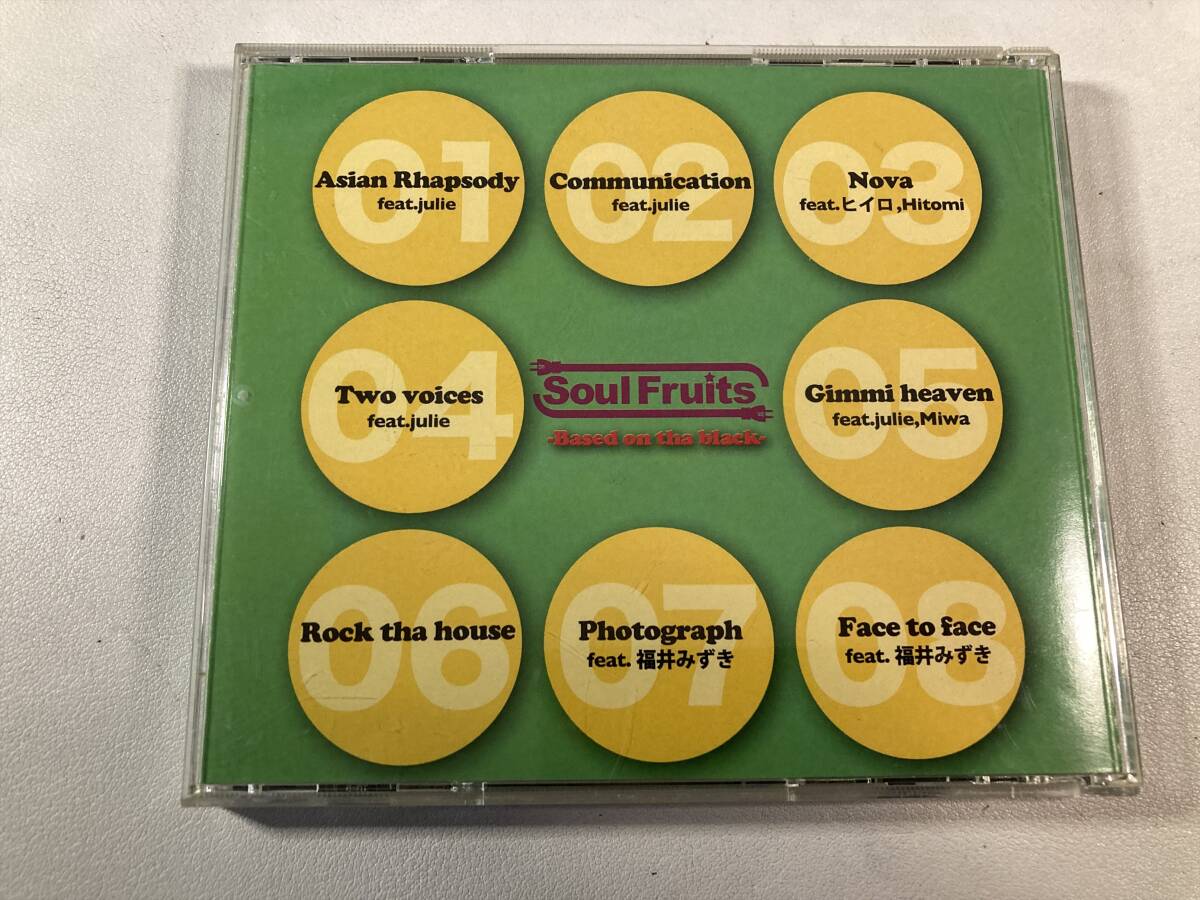 01
Asian Rhapsody
feat.julie
02
Communication
feat.julie
03
Nova
feat.ヒイロ,Hitomi
04
Two voices
feat.julie
Soul Fruits
-Based on tha black-
05
Gimmi heaven
feat.julie,Miwa
06
Rock tha house
07
Photograph
feat. 福井みずき
08
Face to face
feat. 福井みずき